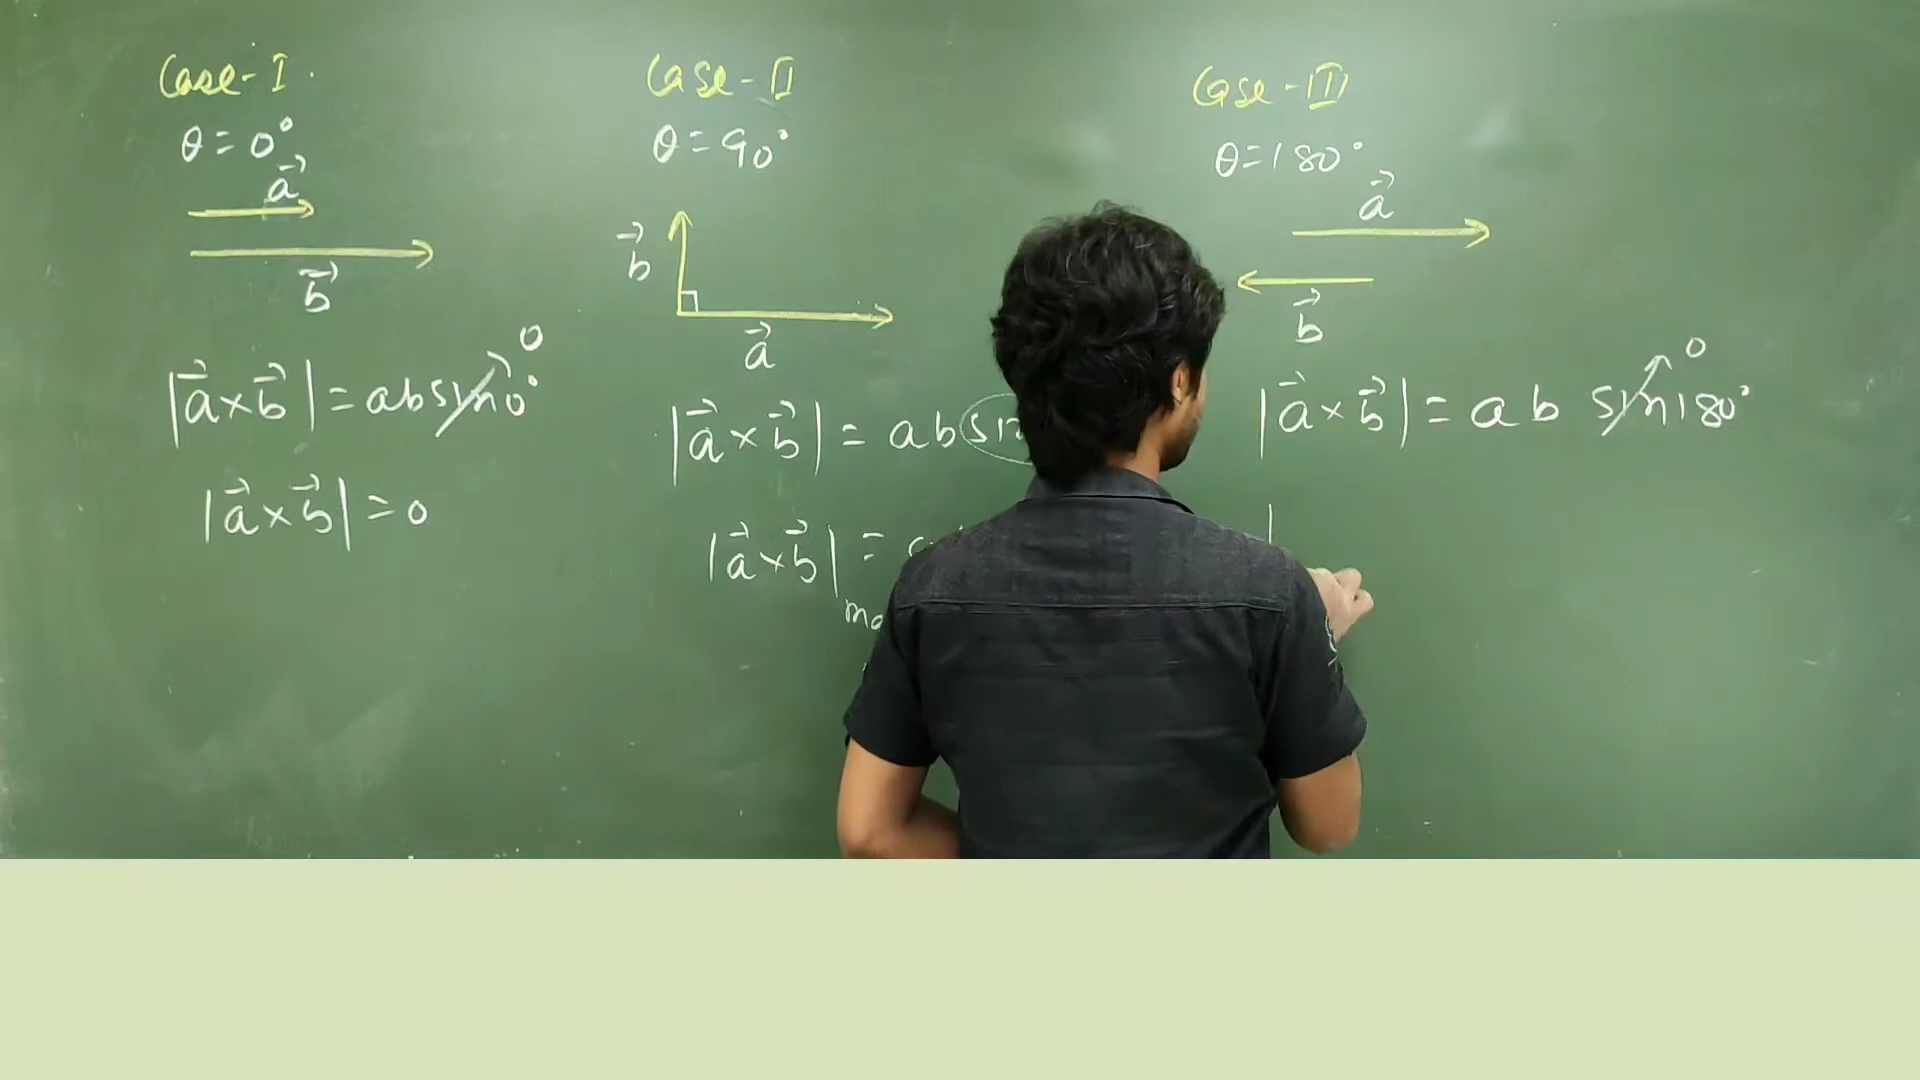 Case-I.
θ = 0°
a⃗
b⃗
0
|a⃗ × b⃗| = ab sin 0°
|a⃗ × b⃗| = 0
Case-II
θ = 90°
b⃗
a⃗
|a⃗ × b⃗| = ab
|a⃗ × b⃗| =
Case-III
θ = 180°
a⃗
b⃗
0
|a⃗ × b⃗| = a b sin 180°
|